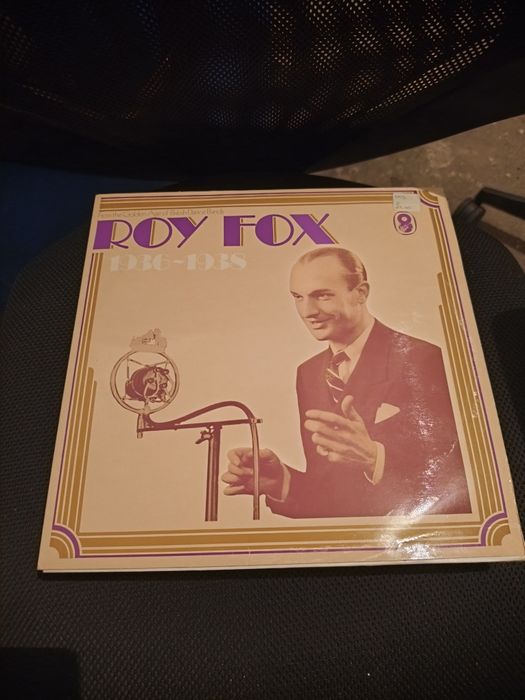 From the Golden Age of British Dance Bands
ROY FOX
1936~1938